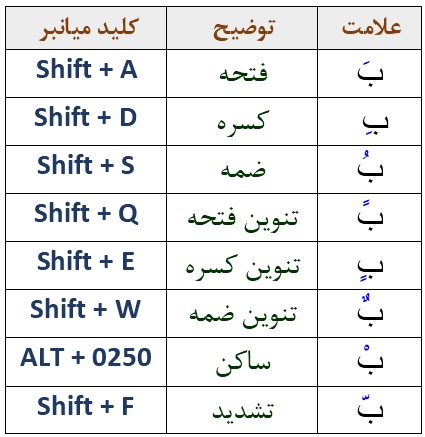 علامت توضیح کلید میانبر
بَ فتحه Shift + A
بِ کسره Shift + D
بُ ضمه Shift + S
بً تنوین فتحه Shift + Q
بٍ تنوین کسره Shift + E
بٌ تنوین ضمه Shift + W
بْ ساکن ALT + 0250
بّ تشدید Shift + F